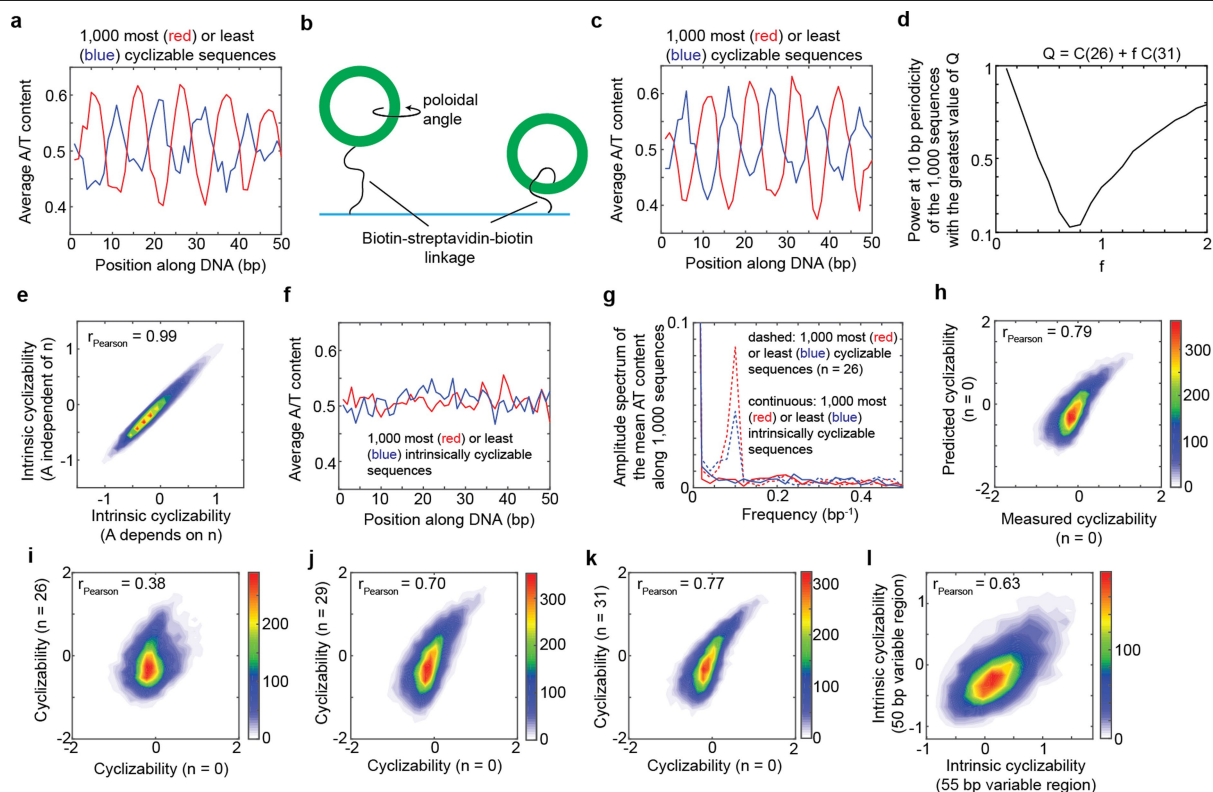 a
1,000 most (red) or least
(blue) cyclizable sequences
Average A/T content
0.6
0.5
0.4
0 10 20 30 40 50
Position along DNA (bp)
b
poloidal
angle
Biotin-streptavidin-biotin
linkage
c
1,000 most (red) or least
(blue) cyclizable sequences
Average A/T content
0.6
0.5
0.4
0 10 20 30 40 50
Position along DNA (bp)
d
Q = C(26) + f C(31)
Power at 10 bp periodicity
of the 1,000 sequences
with the greatest value of Q
1
0.5
0.1
0 1 2
f
e
rPearson = 0.99
Intrinsic cyclizability
(A independent of n)
1
0
-1
-1 0 1
Intrinsic cyclizability
(A depends on n)
f
Average A/T content
0.6
0.5
0.4
1,000 most (red) or least
(blue) intrinsically cyclizable
sequences
0 10 20 30 40 50
Position along DNA (bp)
g
Amplitude spectrum of
the mean AT content
along 1,000 sequences
0.1
0
dashed: 1,000 most (red)
or least (blue) cyclizable
sequences (n = 26)
continuous: 1,000 most
(red) or least (blue)
intrinsically cyclizable
sequences
0 0.2 0.4
Frequency (bp-1)
h
rPearson = 0.79
Predicted cyclizability
(n = 0)
2
0
-2
-2 0 2
Measured cyclizability
(n = 0)
300
200
100
0
i
rPearson = 0.38
Cyclizability (n = 26)
2
0
-2
-2 0 2
Cyclizability (n = 0)
200
100
0
j
rPearson = 0.70
Cyclizability (n = 29)
2
0
-2
-2 0 2
Cyclizability (n = 0)
300
200
100
0
k
rPearson = 0.77
Cyclizability (n = 31)
2
0
-2
-2 0 2
Cyclizability (n = 0)
300
200
100
0
l
rPearson = 0.63
Intrinsic cyclizability
(50 bp variable region)
1
0
-1
-1 0 1
Intrinsic cyclizability
(55 bp variable region)
100
0